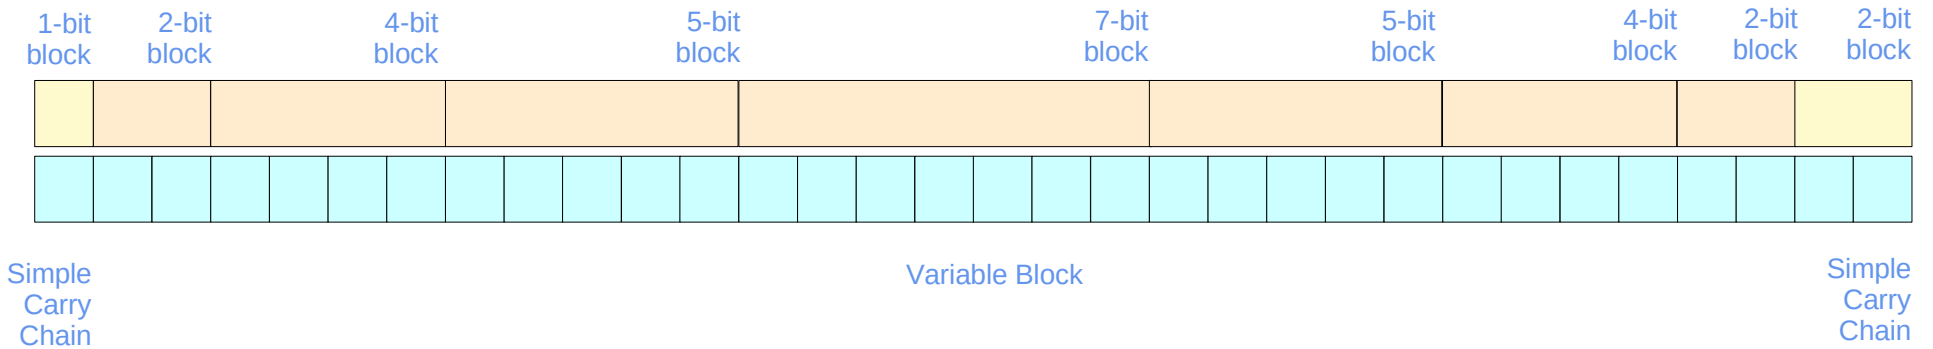 1-bit
block
2-bit
block
4-bit
block
5-bit
block
7-bit
block
5-bit
block
4-bit
block
2-bit
block
2-bit
block
Simple
Carry
Chain
Variable Block
Simple
Carry
Chain